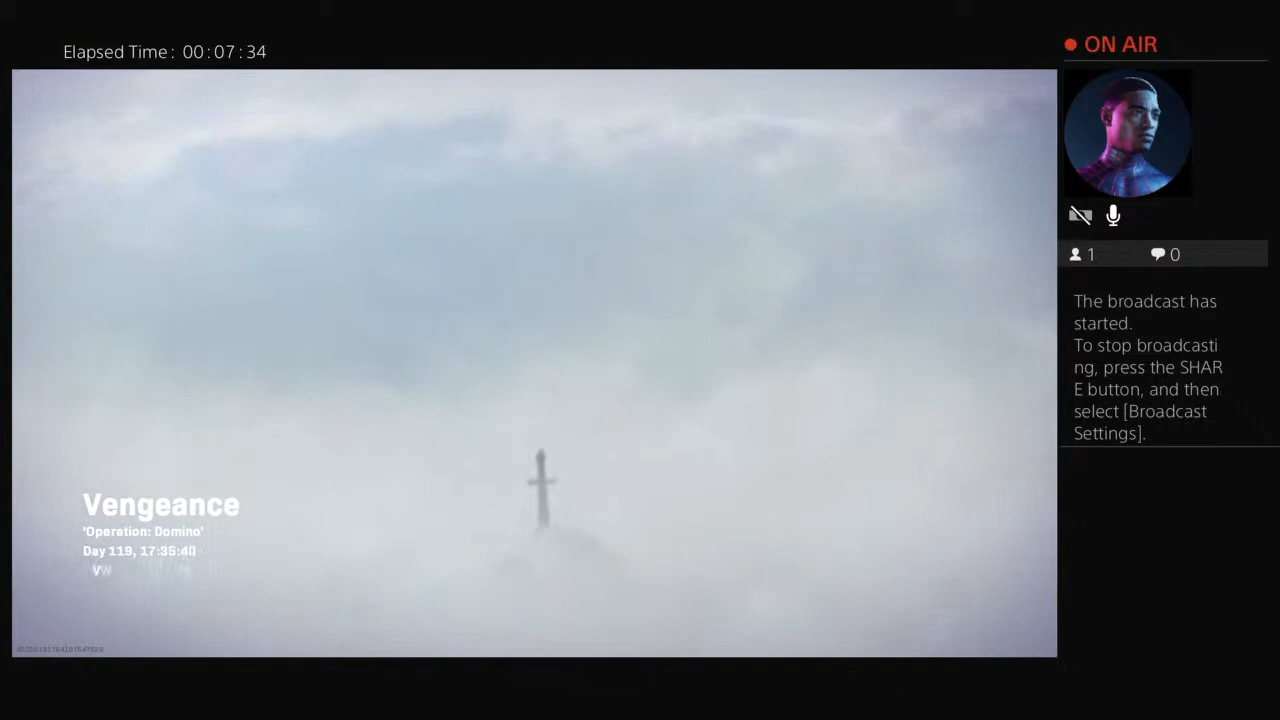 Elapsed Time: 00:07:34
ON AIR
1 0
The broadcast has
started.
To stop broadcasti
ng, press the SHAR
E button, and then
select [Broadcast
Settings].
Vengeance
'Operation: Domino'
Day 119, 17:35:40